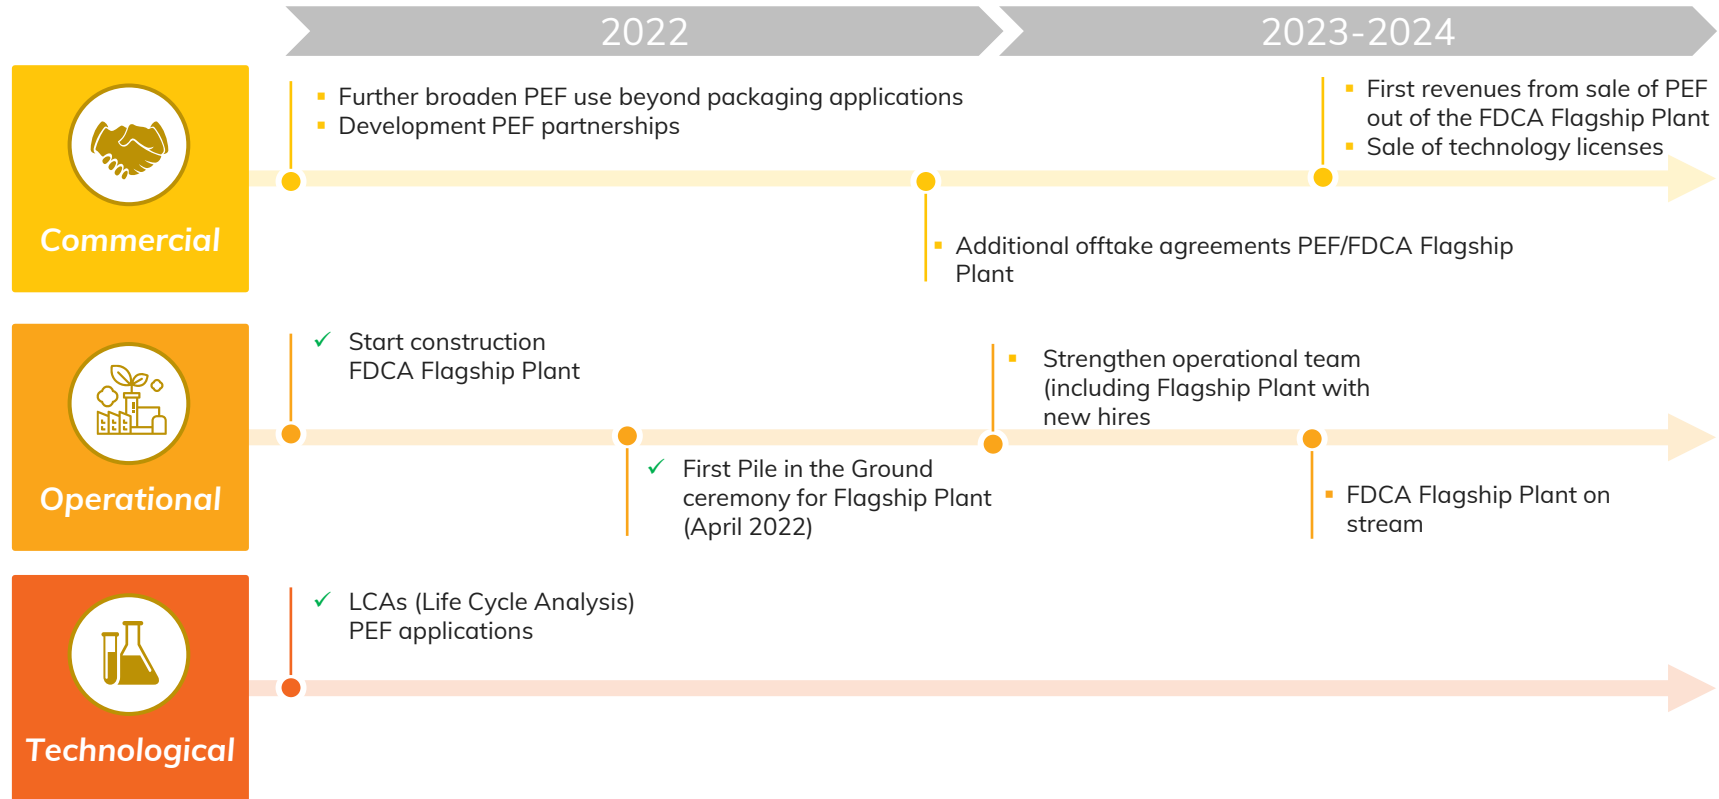 2022
2023-2024
Commercial
Further broaden PEF use beyond packaging applications
Development PEF partnerships
First revenues from sale of PEF
out of the FDCA Flagship Plant
Sale of technology licenses
Additional offtake agreements PEF/FDCA Flagship
Plant
Operational
Start construction
FDCA Flagship Plant
First Pile in the Ground
ceremony for Flagship Plant
(April 2022)
Strengthen operational team
(including Flagship Plant with
new hires
FDCA Flagship Plant on
stream
Technological
LCAs (Life Cycle Analysis)
PEF applications